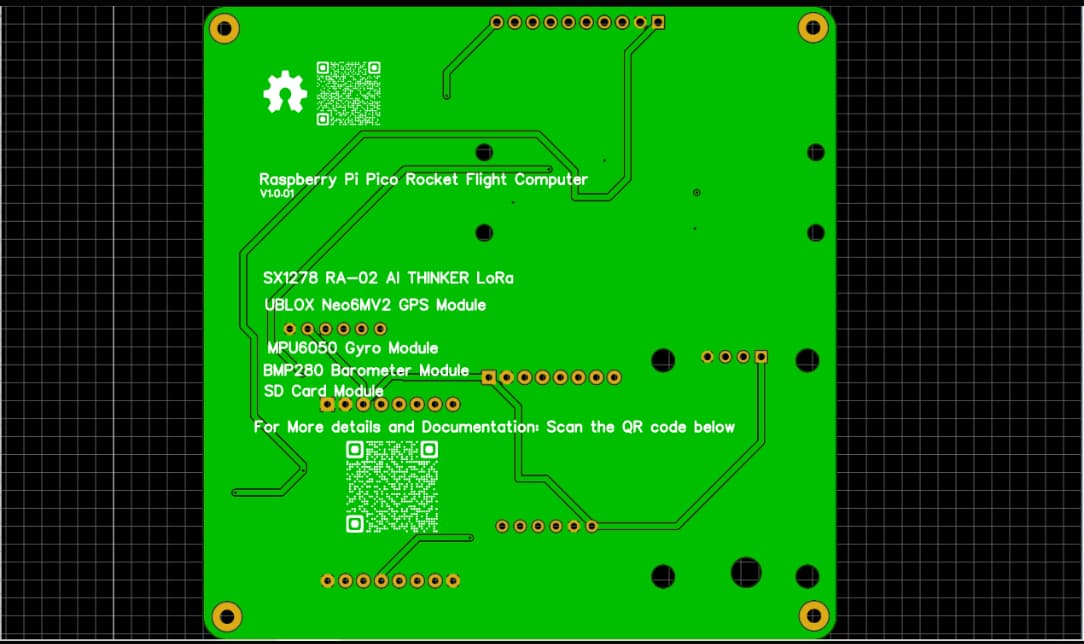 Raspberry Pi Pico Rocket Flight Computer
V1.0.01
SX1278 RA-02 AI THINKER LoRa
UBLOX Neo6MV2 GPS Module
MPU6050 Gyro Module
BMP280 Barometer Module
SD Card Module
For More details and Documentation: Scan the QR code below